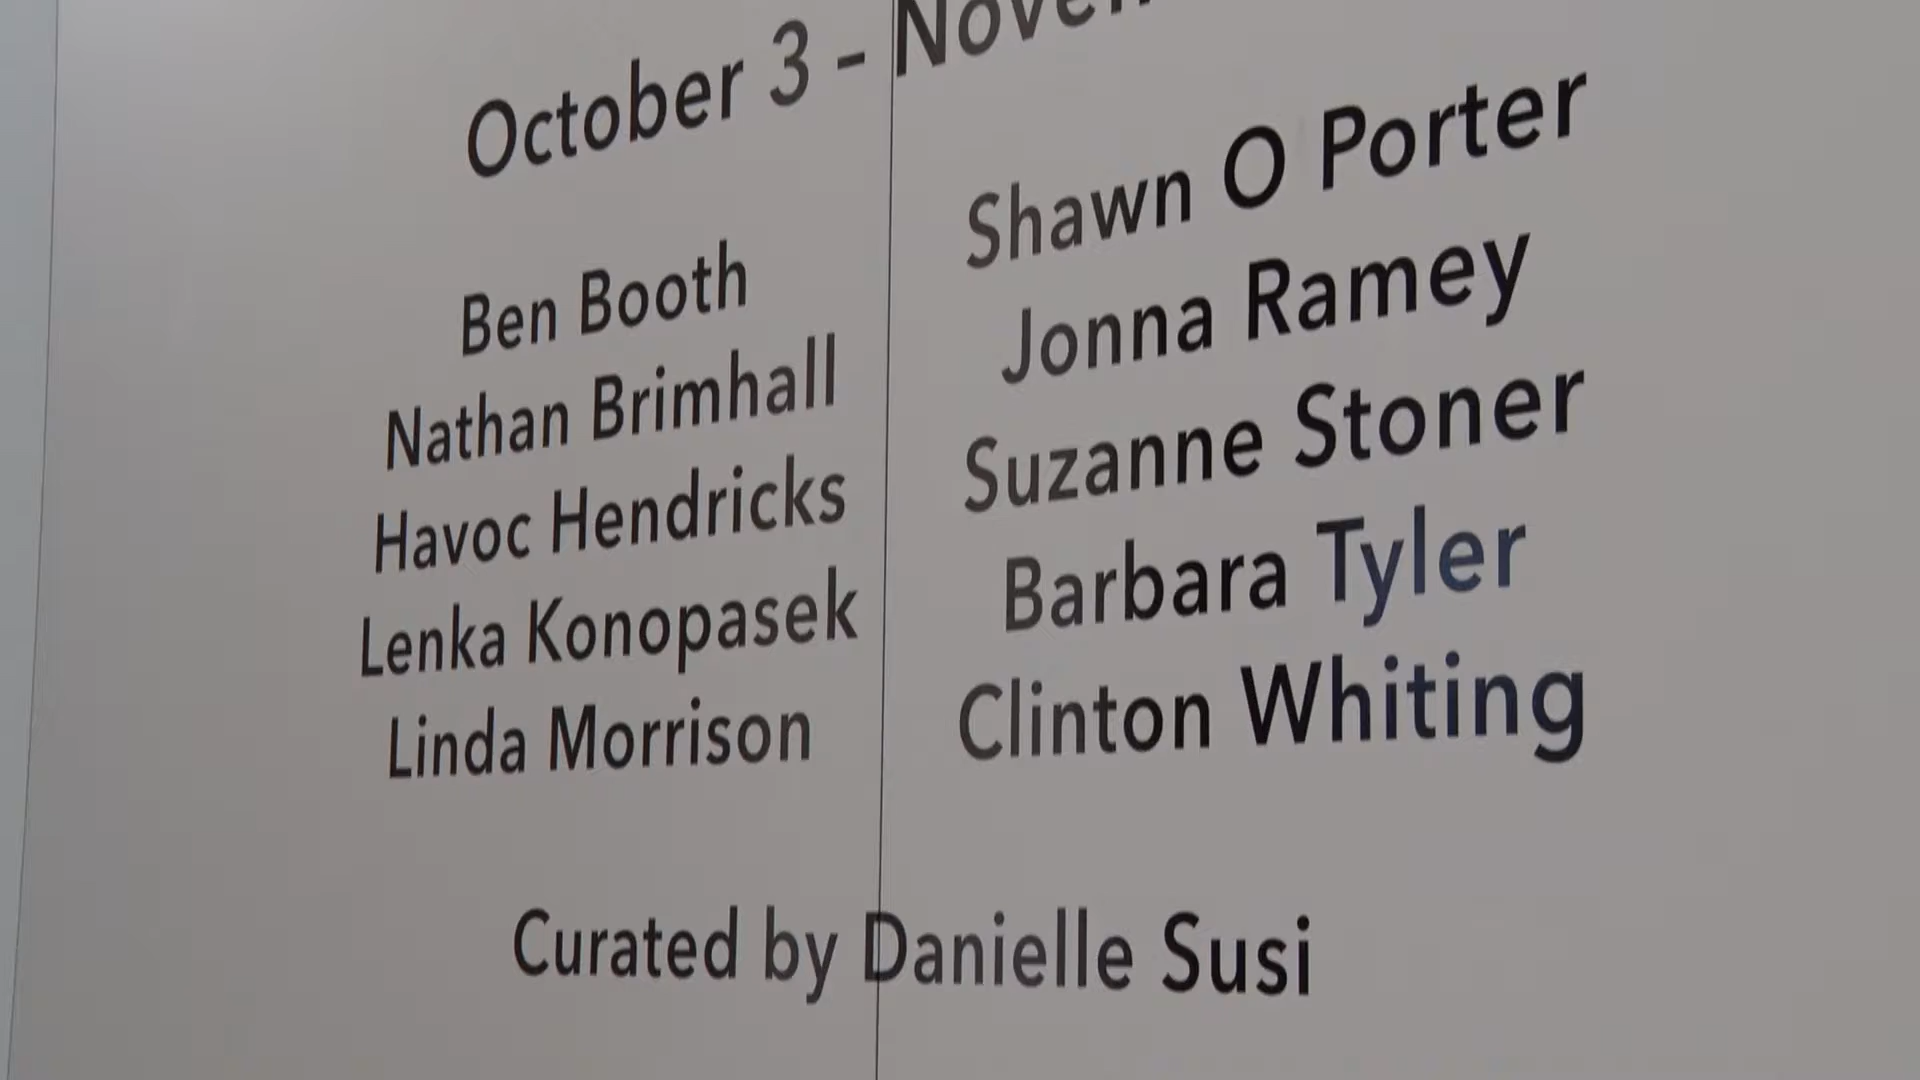 October 3 -
Ben Booth
Nathan Brimhall
Havoc Hendricks
Lenka Konopasek
Linda Morrison
Shawn O Porter
Jonna Ramey
Suzanne Stoner
Barbara Tyler
Clinton Whiting
Curated by Danielle Susi